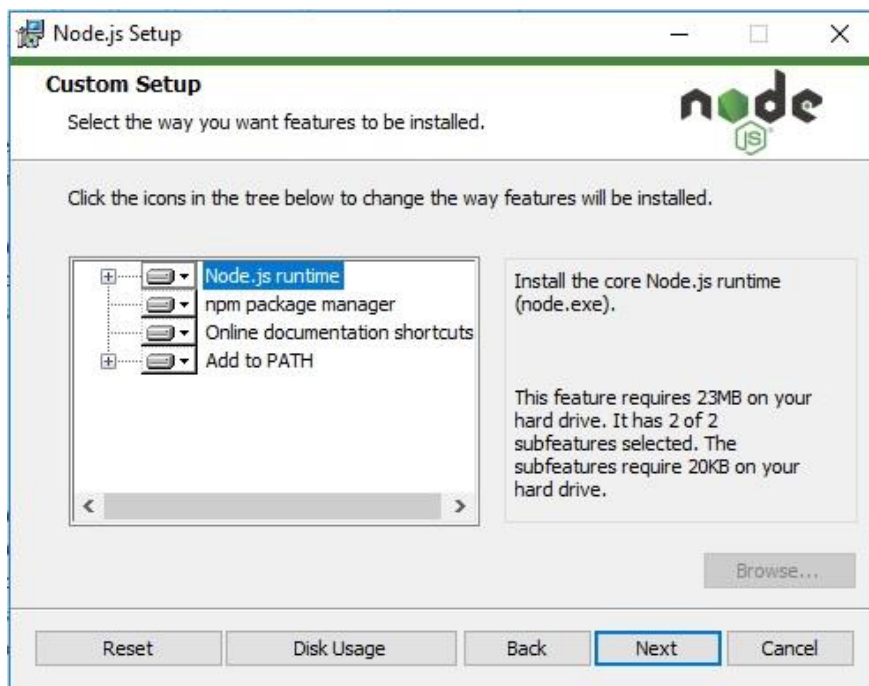 Node.js Setup
Custom Setup
Select the way you want features to be installed.
node
JS
Click the icons in the tree below to change the way features will be installed.
Node.js runtime
npm package manager
Online documentation shortcuts
Add to PATH
Install the core Node.js runtime
(node.exe).
This feature requires 23MB on your
hard drive. It has 2 of 2
subfeatures selected. The
subfeatures require 20KB on your
hard drive.
Browse...
Reset
Disk Usage
Back
Next
Cancel